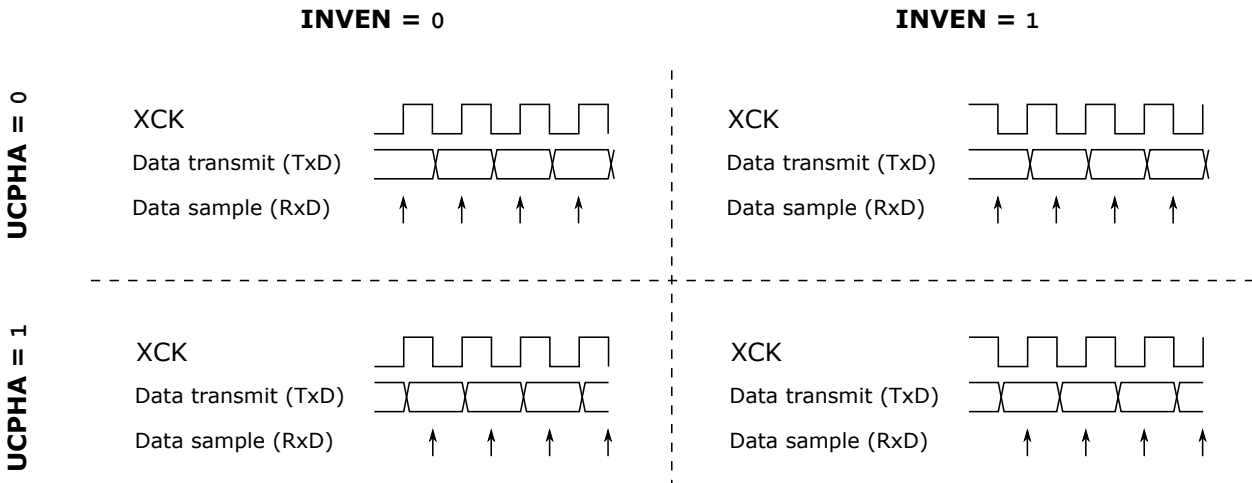 INVEN = 0
INVEN = 1
UCPHA = 0
XCK
Data transmit (TxD)
Data sample (RxD)
XCK
Data transmit (TxD)
Data sample (RxD)
UCPHA = 1
XCK
Data transmit (TxD)
Data sample (RxD)
XCK
Data transmit (TxD)
Data sample (RxD)